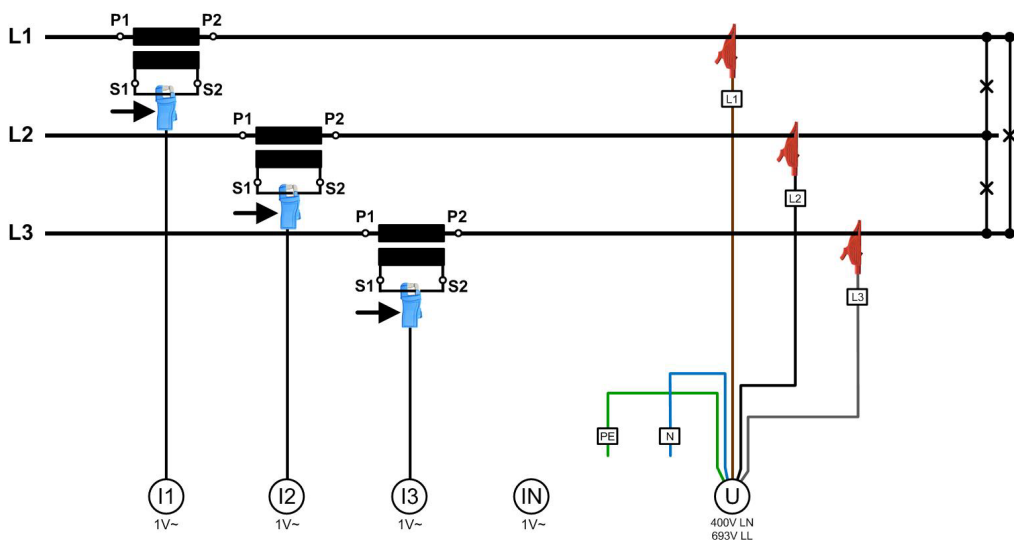 P1 P2
L1
S1 S2
L1
P1 P2
L2
S1 S2
L2
P1 P2
L3
S1 S2
L3
PE N
I1 I2 I3 IN U
1V~ 1V~ 1V~ 1V~ 400V LN
693V LL